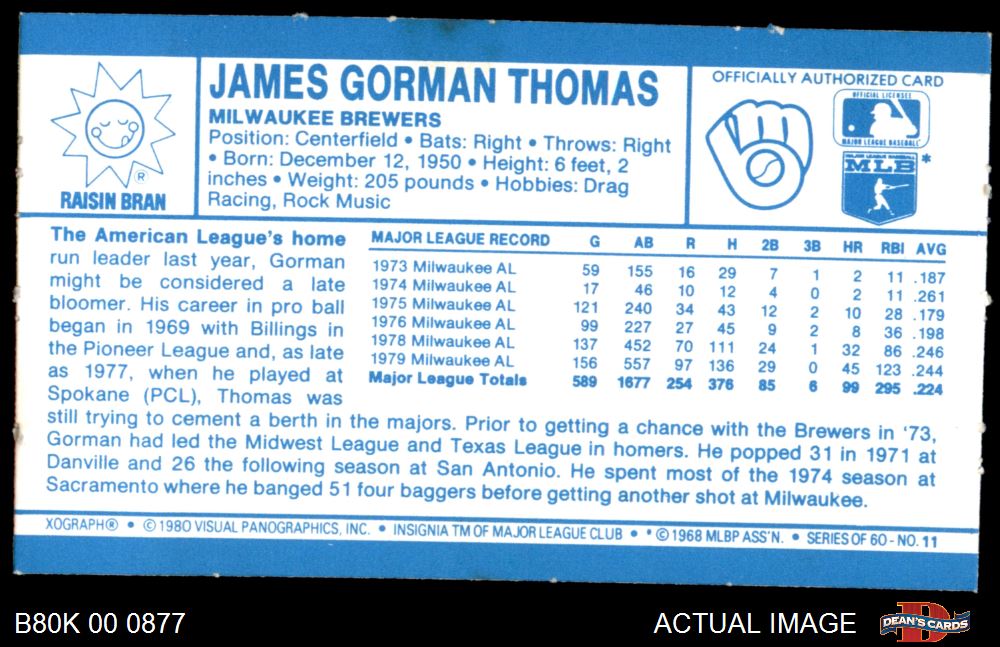 JAMES GORMAN THOMAS
MILWAUKEE BREWERS
Position: Centerfield • Bats: Right • Throws: Right
• Born: December 12, 1950 • Height: 6 feet, 2
inches • Weight: 205 pounds • Hobbies: Drag
Racing, Rock Music
®
RAISIN BRAN
OFFICIALLY AUTHORIZED CARD
OFFICIAL LICENSEE
MAJOR LEAGUE BASEBALL
MAJOR LEAGUE BASEBALL
MLB *
The American League's home
run leader last year, Gorman
might be considered a late
bloomer. His career in pro ball
began in 1969 with Billings in
the Pioneer League and, as late
as 1977, when he played at
Spokane (PCL), Thomas was
still trying to cement a berth in the majors. Prior to getting a chance with the Brewers in '73,
Gorman had led the Midwest League and Texas League in homers. He popped 31 in 1971 at
Danville and 26 the following season at San Antonio. He spent most of the 1974 season at
Sacramento where he banged 51 four baggers before getting another shot at Milwaukee.
MAJOR LEAGUE RECORD G AB R H 2B 3B HR RBI AVG
1973 Milwaukee AL 59 155 16 29 7 1 2 11 .187
1974 Milwaukee AL 17 46 10 12 4 0 2 11 .261
1975 Milwaukee AL 121 240 34 43 12 2 10 28 .179
1976 Milwaukee AL 99 227 27 45 9 2 8 36 .198
1978 Milwaukee AL 137 452 70 111 24 1 32 86 .246
1979 Milwaukee AL 156 557 97 136 29 0 45 123 .244
Major League Totals 589 1677 254 376 85 6 99 295 .224
XOGRAPH® • © 1980 VISUAL PANOGRAPHICS, INC. • INSIGNIA TM OF MAJOR LEAGUE CLUB • * © 1968 MLBP ASS'N. • SERIES OF 60 - NO. 11
B80K 00 0877
ACTUAL IMAGE
DEAN'S CARDS